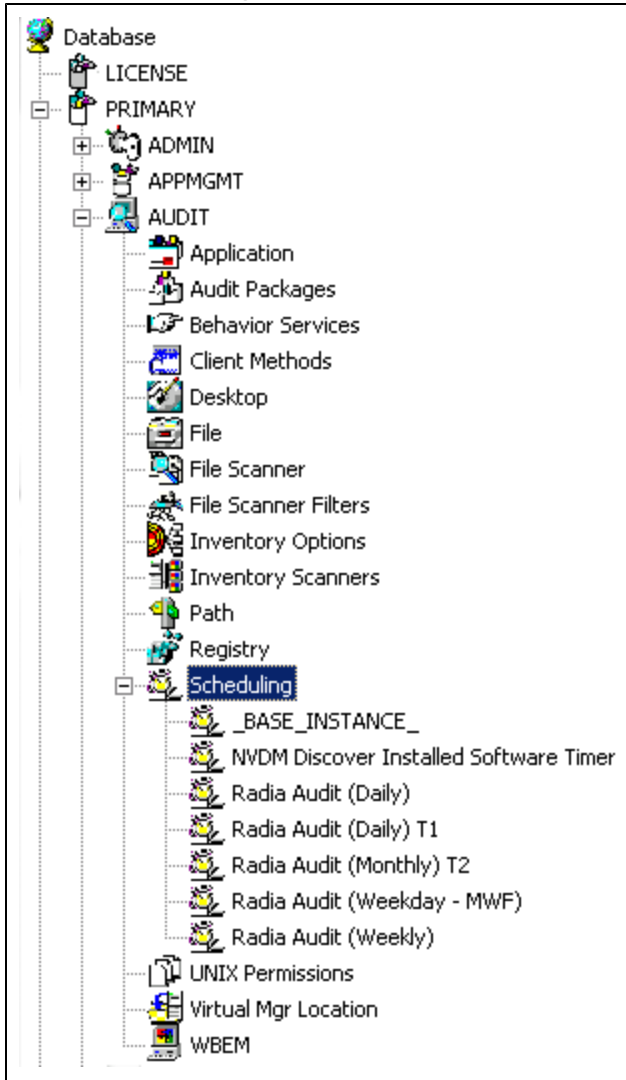 Database
LICENSE
PRIMARY
ADMIN
APPMGMT
AUDIT
Application
Audit Packages
Behavior Services
Client Methods
Desktop
File
File Scanner
File Scanner Filters
Inventory Options
Inventory Scanners
Path
Registry
Scheduling
_BASE_INSTANCE_
NVDM Discover Installed Software Timer
Radia Audit (Daily)
Radia Audit (Daily) T1
Radia Audit (Monthly) T2
Radia Audit (Weekday - MWF)
Radia Audit (Weekly)
UNIX Permissions
Virtual Mgr Location
WBEM